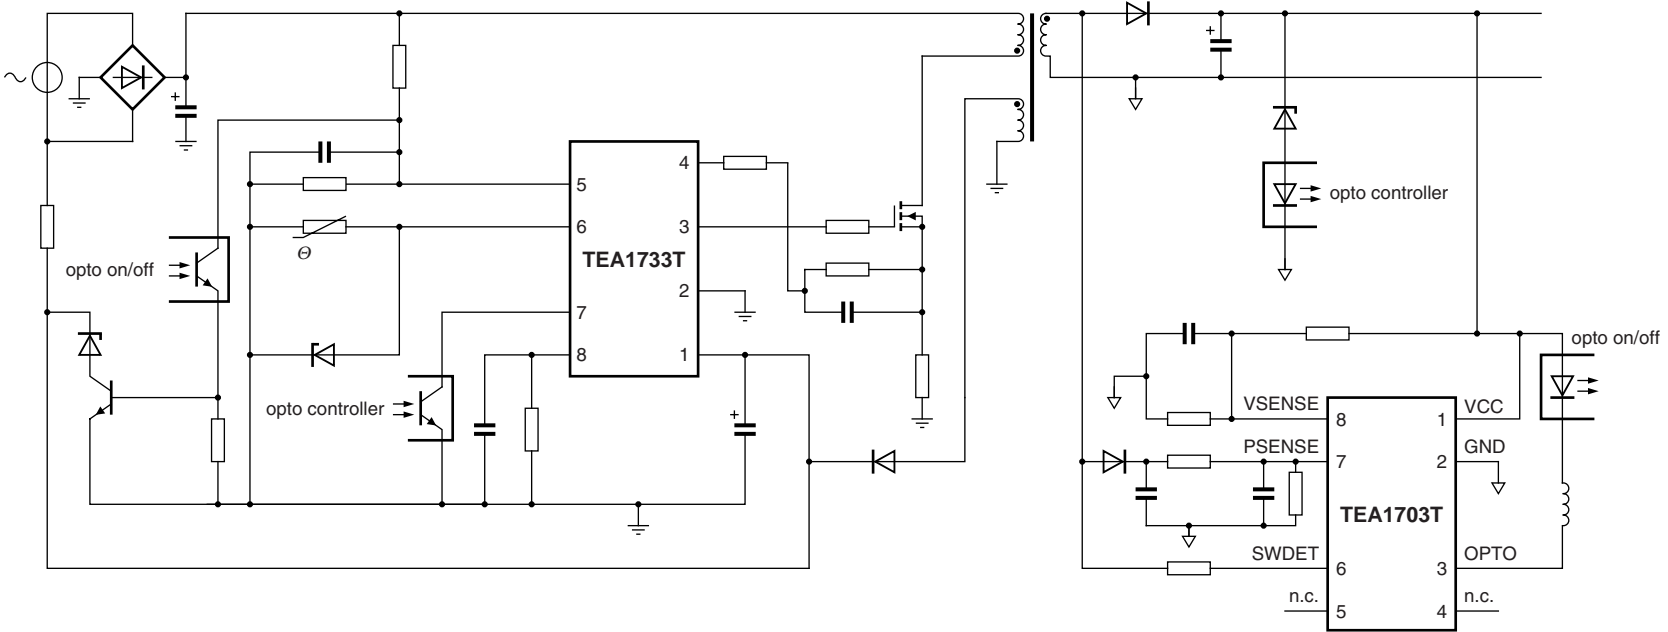 opto controller
opto on/off
opto controller
opto on/off
Θ
TEA1733T
5
6
7
8
4
3
2
1
+
+
+
VSENSE
PSENSE
SWDET
n.c.
8
7
6
5
TEA1703T
1
2
3
4
VCC
GND
OPTO
n.c.